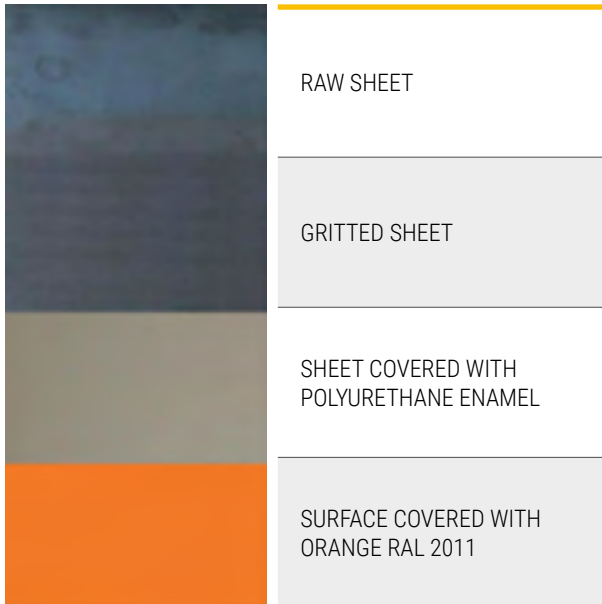 RAW SHEET
GRITTED SHEET
SHEET COVERED WITH
POLYURETHANE ENAMEL
SURFACE COVERED WITH
ORANGE RAL 2011